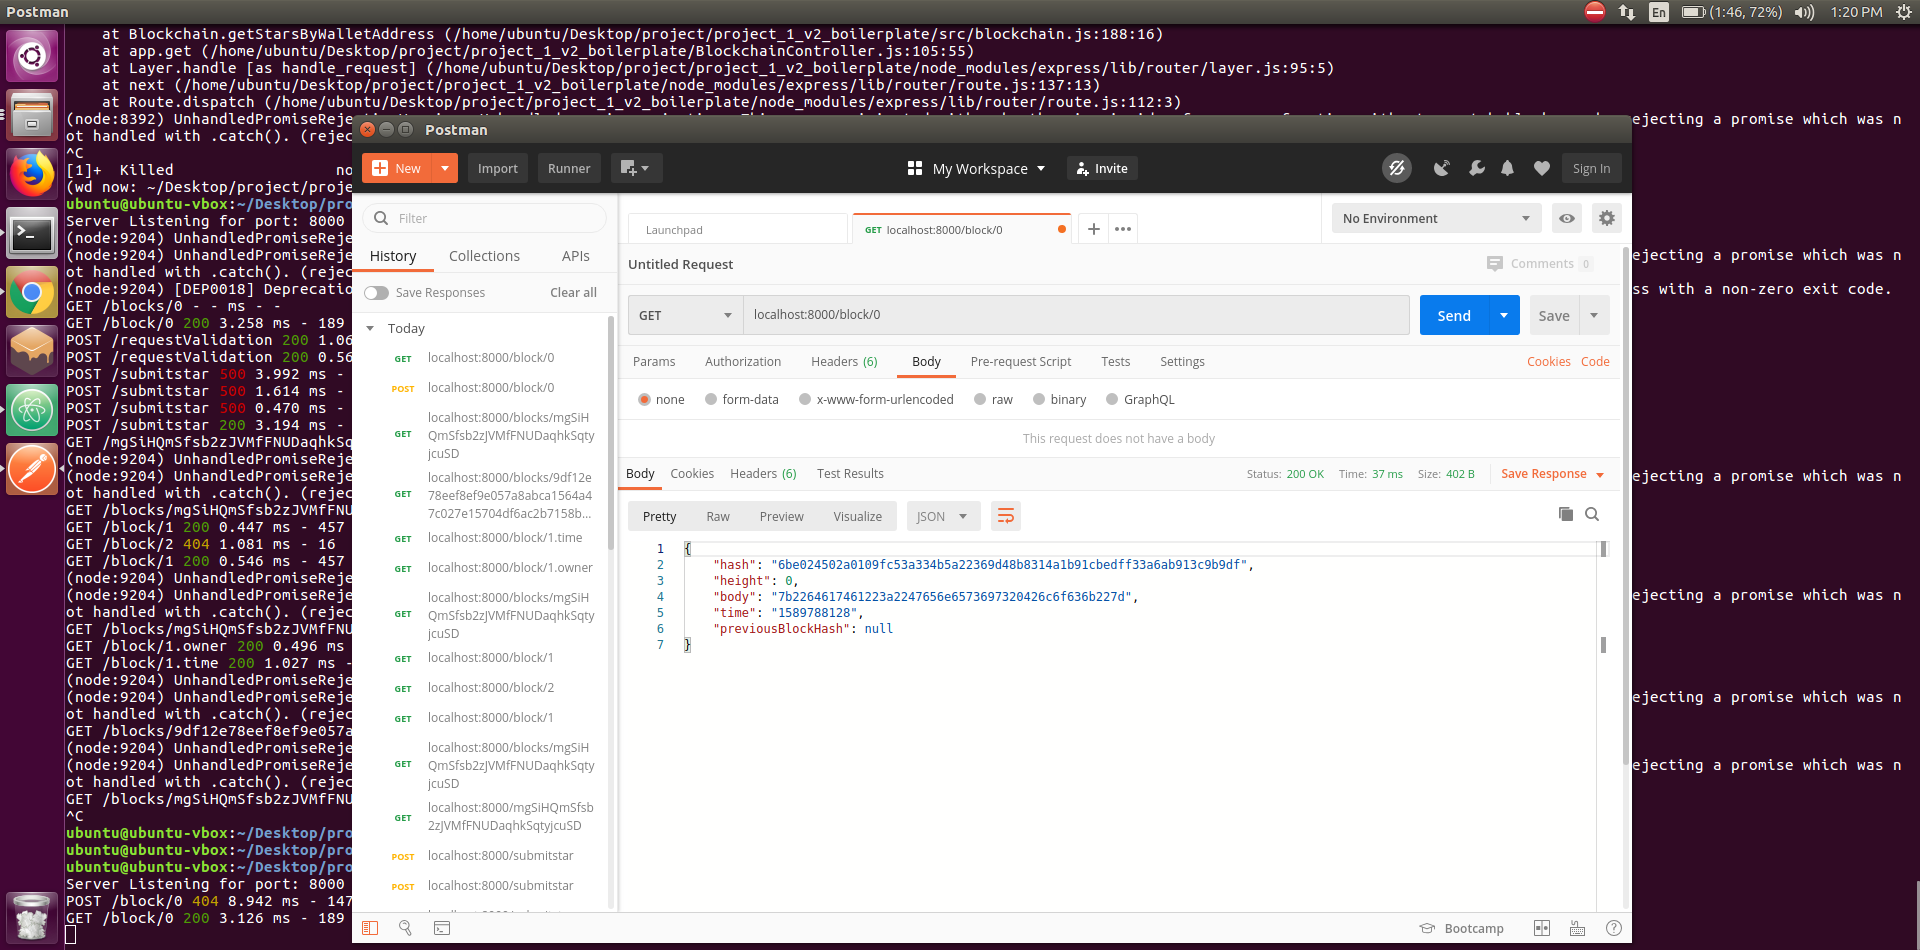 Postman
En
(1:46, 72%)
1:20 PM
at Blockchain.getStarsByWalletAddress (/home/ubuntu/Desktop/project/project_1_v2_boilerplate/src/blockchain.js:188:16)
at app.get (/home/ubuntu/Desktop/project/project_1_v2_boilerplate/BlockchainController.js:105:55)
at Layer.handle [as handle_request] (/home/ubuntu/Desktop/project/project_1_v2_boilerplate/node_modules/express/lib/router/layer.js:95:5)
at next (/home/ubuntu/Desktop/project/project_1_v2_boilerplate/node_modules/express/lib/router/route.js:137:13)
at Route.dispatch (/home/ubuntu/Desktop/project/project_1_v2_boilerplate/node_modules/express/lib/router/route.js:112:3)
(node:8392) UnhandledPromiseReje
ejecting a promise which was n
ot handled with .catch(). (rejec
^C
[1]+  Killed                  no
(wd now: ~/Desktop/project/proje
ubuntu@ubuntu-vbox:~/Desktop/pro
Server Listening for port: 8000
(node:9204) UnhandledPromiseReje
(node:9204) UnhandledPromiseReje
ejecting a promise which was n
ot handled with .catch(). (rejec
(node:9204) [DEP0018] Deprecatio
ss with a non-zero exit code.
GET /blocks/0 - - ms - -
GET /block/0 200 3.258 ms - 189
POST /requestValidation 200 1.06
POST /requestValidation 200 0.56
POST /submitstar 500 3.992 ms -
POST /submitstar 500 1.614 ms -
POST /submitstar 500 0.470 ms -
POST /submitstar 200 3.194 ms -
GET /mgSiHQmSfsb2zJVMfFNUDaqhkSq
(node:9204) UnhandledPromiseReje
(node:9204) UnhandledPromiseReje
ejecting a promise which was n
ot handled with .catch(). (rejec
GET /blocks/mgSiHQmSfsb2zJVMfFNU
GET /block/1 200 0.447 ms - 457
GET /block/2 404 1.081 ms - 16
GET /block/1 200 0.546 ms - 457
(node:9204) UnhandledPromiseReje
(node:9204) UnhandledPromiseReje
ejecting a promise which was n
ot handled with .catch(). (rejec
GET /blocks/mgSiHQmSfsb2zJVMfFNU
GET /block/1.owner 200 0.496 ms
GET /block/1.time 200 1.027 ms -
(node:9204) UnhandledPromiseReje
(node:9204) UnhandledPromiseReje
ejecting a promise which was n
ot handled with .catch(). (rejec
GET /blocks/9df12e78eef8ef9e057a
(node:9204) UnhandledPromiseReje
(node:9204) UnhandledPromiseReje
ejecting a promise which was n
ot handled with .catch(). (rejec
GET /blocks/mgSiHQmSfsb2zJVMfFNU
^C
ubuntu@ubuntu-vbox:~/Desktop/pro
ubuntu@ubuntu-vbox:~/Desktop/pro
ubuntu@ubuntu-vbox:~/Desktop/pro
Server Listening for port: 8000
POST /block/0 404 8.942 ms - 147
GET /block/0 200 3.126 ms - 189
Postman
New
Import
Runner
My Workspace
Invite
Sign In
Filter
History
Collections
APIs
Save Responses
Clear all
Today
GET localhost:8000/block/0
POST localhost:8000/block/0
GET localhost:8000/blocks/mgSiH
QmSfsb2zJVMfFNUDaqhkSqty
jcuSD
GET localhost:8000/blocks/9df12e
78eef8ef9e057a8abca1564a4
7c027e15704df6ac2b7158b...
GET localhost:8000/block/1.time
GET localhost:8000/block/1.owner
GET localhost:8000/blocks/mgSiH
QmSfsb2zJVMfFNUDaqhkSqty
jcuSD
GET localhost:8000/block/1
GET localhost:8000/block/2
GET localhost:8000/block/1
GET localhost:8000/blocks/mgSiH
QmSfsb2zJVMfFNUDaqhkSqty
jcuSD
GET localhost:8000/mgSiHQmSfsb
2zJVMfFNUDaqhkSqtyjcuSD
POST localhost:8000/submitstar
POST localhost:8000/submitstar
Launchpad
GET localhost:8000/block/0
No Environment
Untitled Request
Comments 0
GET
localhost:8000/block/0
Send
Save
Params
Authorization
Headers (6)
Body
Pre-request Script
Tests
Settings
Cookies
Code
none
form-data
x-www-form-urlencoded
raw
binary
GraphQL
This request does not have a body
Body
Cookies
Headers (6)
Test Results
Status: 200 OK
Time: 37 ms
Size: 402 B
Save Response
Pretty
Raw
Preview
Visualize
JSON
1 {
2 "hash": "6be024502a0109fc53a334b5a22369d48b8314a1b91cbedff33a6ab913c9b9df",
3 "height": 0,
4 "body": "7b2264617461223a2247656e6573697320426c6f636b227d",
5 "time": "1589788128",
6 "previousBlockHash": null
7 }
Bootcamp